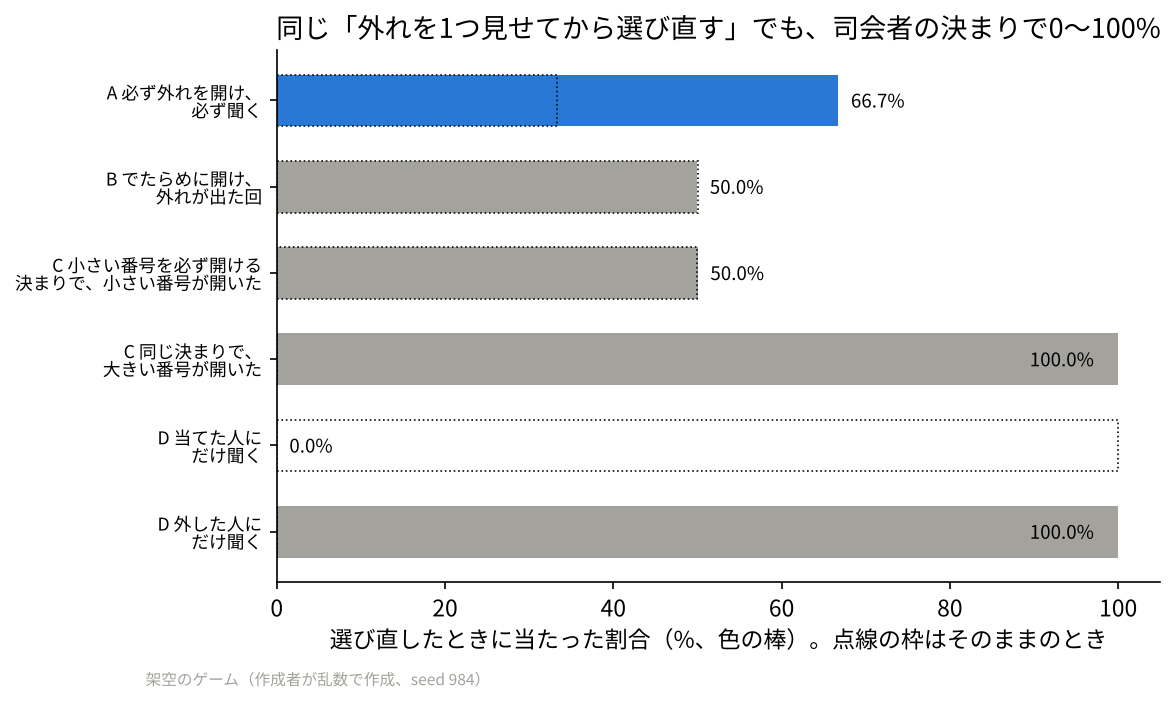 同じ「外れを1つ見せてから選び直す」でも、司会者の決まりで0〜100%
A 必ず外れを開け、
必ず聞く
66.7%
B でたらめに開け、
外れが出た回
50.0%
C 小さい番号を必ず開ける
決まりで、小さい番号が開いた
50.0%
C 同じ決まりで、
大きい番号が開いた
100.0%
D 当てた人に
だけ聞く
0.0%
D 外した人に
だけ聞く
100.0%
0 20 40 60 80 100
選び直したときに当たった割合（%、色の棒）。点線の枠はそのままのとき
架空のゲーム（作成者が乱数で作成、seed 984）